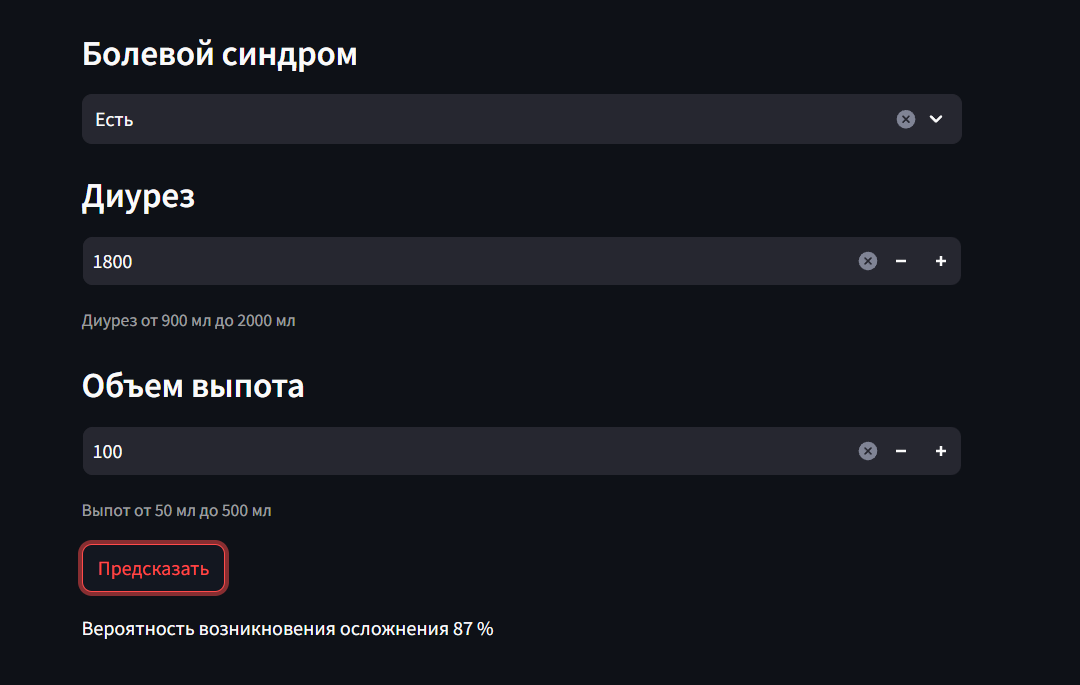 Болевой синдром
Есть
Диурез
1800
Диурез от 900 мл до 2000 мл
Объем выпота
100
Выпот от 50 мл до 500 мл
Предсказать
Вероятность возникновения осложнения 87 %